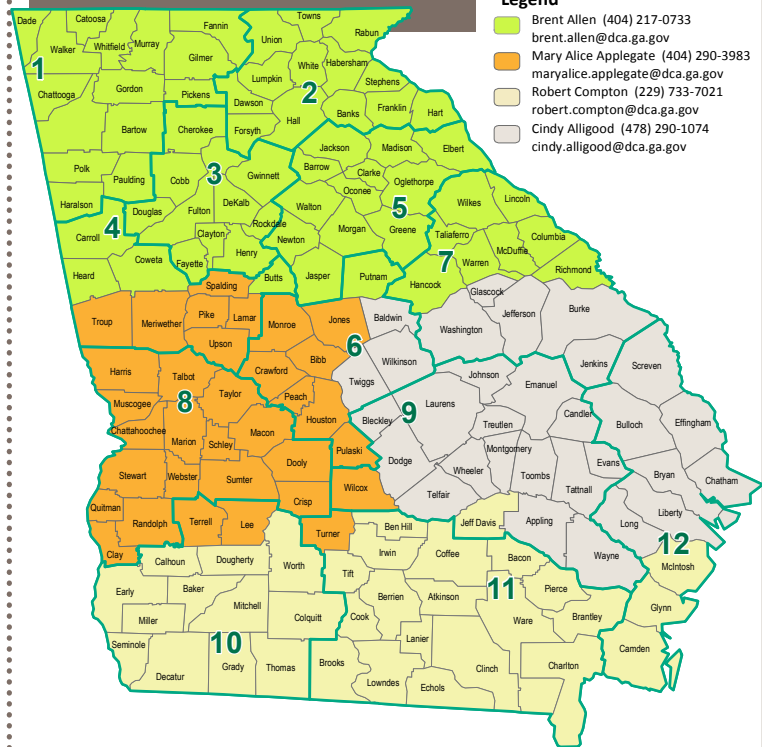 Legend
Brent Allen (404) 217-0733
brent.allen@dca.ga.gov
Mary Alice Applegate (404) 290-3983
maryalice.applegate@dca.ga.gov
Robert Compton (229) 733-7021
robert.compton@dca.ga.gov
Cindy Alligood (478) 290-1074
cindy.alligood@dca.ga.gov
Dade
Catoosa
Fannin
Towns
Rabun
Union
Walker
Whitfield
Murray
Gilmer
White
Habersham
1
Lumpkin
Stephens
Chattooga
Gordon
Pickens
2
Dawson
Franklin
Hart
Banks
Hall
Bartow
Cherokee
Forsyth
Jackson
Madison
Elbert
Polk
Paulding
Cobb
3
Gwinnett
Barrow
Clarke
Oconee
Oglethorpe
Haralson
Douglas
Fulton
DeKalb
Walton
5
Wilkes
Lincoln
4
Carroll
Clayton
Rockdale
Newton
Morgan
Greene
Taliaferro
Columbia
McDuffie
Coweta
Fayette
Henry
7
Warren
Richmond
Heard
Butts
Jasper
Putnam
Hancock
Spalding
Glascock
Troup
Meriwether
Pike
Lamar
Monroe
Jones
Baldwin
Jefferson
Burke
Washington
Upson
6
Bibb
Wilkinson
Harris
Talbot
Crawford
Twiggs
Johnson
Jenkins
Screven
Emanuel
Taylor
Peach
Muscogee
8
Houston
Bleckley
9
Laurens
Candler
Treutlen
Bulloch
Effingham
Chattahoochee
Marion
Schley
Macon
Pulaski
Montgomery
Dooly
Dodge
Evans
Stewart
Webster
Sumter
Wheeler
Toombs
Bryan
Chatham
Crisp
Wilcox
Telfair
Tattnall
Quitman
Randolph
Terrell
Lee
Turner
Ben Hill
Jeff Davis
Appling
Long
Liberty
12
Clay
Calhoun
Dougherty
Worth
Irwin
Coffee
Bacon
Wayne
McIntosh
Early
Baker
Mitchell
Tift
Berrien
Atkinson
11
Pierce
Miller
Colquitt
Cook
Ware
Brantley
Glynn
Seminole
10
Lanier
Decatur
Grady
Thomas
Brooks
Clinch
Charlton
Camden
Lowndes
Echols